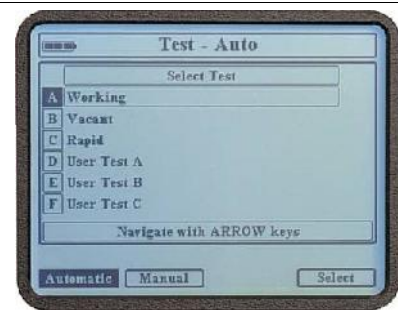 Test - Auto
Select Test
A Working
B Vacant
C Rapid
D User Test A
E User Test B
F User Test C
Navigate with ARROW keys
Automatic Manual Select